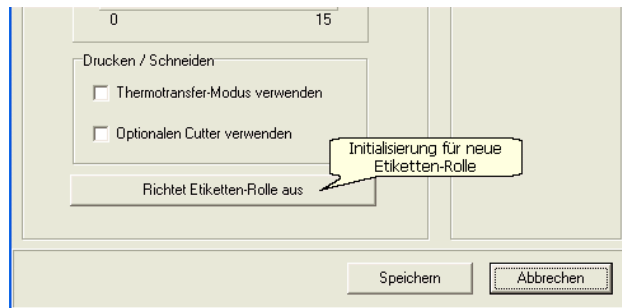 0 15
Drucken / Schneiden
Thermotransfer-Modus verwenden
Optionalen Cutter verwenden
Initialisierung für neue
Etiketten-Rolle
Richtet Etiketten-Rolle aus
Speichern Abbrechen